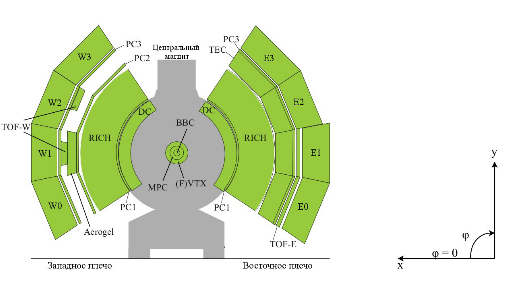 PC3
W3
PC2
Центральный
магнит
PC3
TEC
E3
W2
DC
DC
E2
TOF-W
RICH
BBC
RICH
W1
E1
MPC
(F)VTX
W0
PC1
PC1
E0
Aerogel
TOF-E
Западное плечо
Восточное плечо
y
φ
φ = 0
x